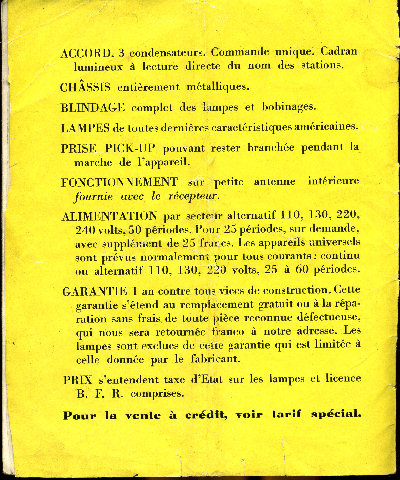 ACCORD. 3 condensateurs. Commande unique. Cadran
lumineux à lecture directe du nom des stations.
CHÂSSIS entièrement métalliques.
BLINDAGE complet des lampes et bobinages.
LAMPES de toutes dernières caractéristiques américaines.
PRISE PICK-UP pouvant rester branchée pendant la
marche de l'appareil.
FONCTIONNEMENT sur petite antenne intérieure
fournie avec le récepteur.
ALIMENTATION par secteur alternatif 110, 130, 220,
240 volts, 50 périodes. Pour 25 périodes, sur demande,
avec supplément de 25 francs. Les appareils universels
sont prévus normalement pour tous courants : continu
ou alternatif 110, 130, 220 volts, 25 à 60 périodes.
GARANTIE 1 an contre tous vices de construction. Cette
garantie s'étend au remplacement gratuit ou à la répa-
ration sans frais de toute pièce reconnue défectueuse,
qui nous sera retournée franco à notre adresse. Les
lampes sont exclues de cette garantie qui est limitée à
celle donnée par le fabricant.
PRIX s'entendent taxe d'Etat sur les lampes et licence
B. F. R. comprises.
Pour la vente à crédit, voir tarif spécial.